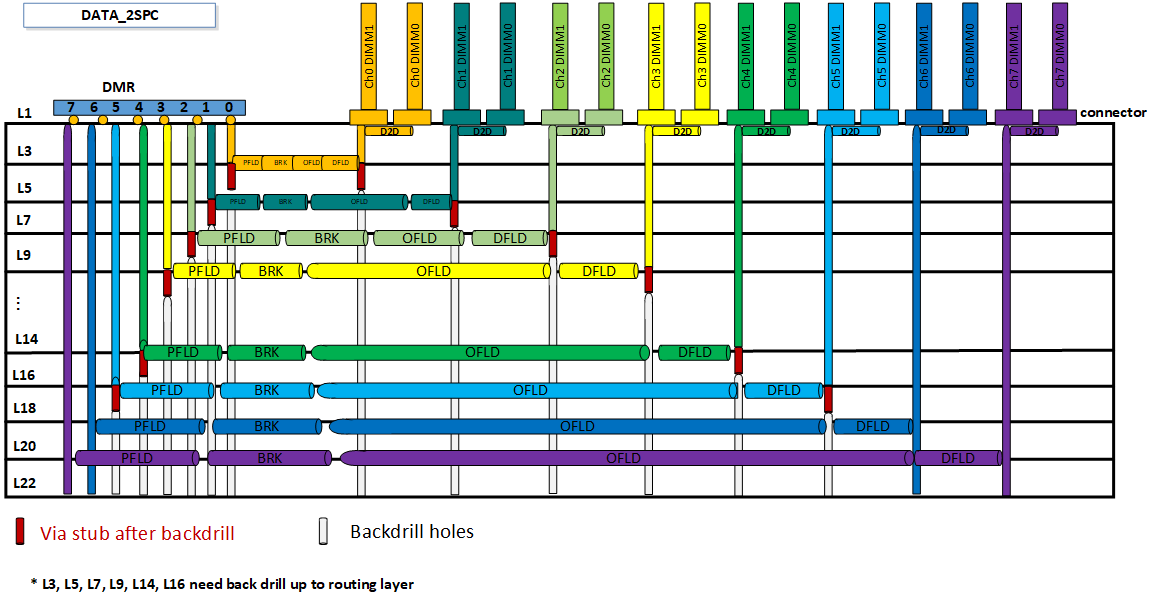 DATA_2SPC
Ch0 DIMM1
Ch0 DIMM0
Ch1 DIMM1
Ch1 DIMM0
Ch2 DIMM1
Ch2 DIMM0
Ch3 DIMM1
Ch3 DIMM0
Ch4 DIMM1
Ch4 DIMM0
Ch5 DIMM1
Ch5 DIMM0
Ch6 DIMM1
Ch6 DIMM0
Ch7 DIMM1
Ch7 DIMM0
DMR
7 6 5 4 3 2 1 0
L1
connector
D2D D2D D2D D2D D2D D2D D2D D2D
L3
PFLD BRK OFLD DFLD
L5
PFLD BRK OFLD DFLD
L7
PFLD BRK OFLD DFLD
L9
PFLD BRK OFLD DFLD
...
L14
PFLD BRK OFLD DFLD
L16
PFLD BRK OFLD DFLD
L18
PFLD BRK OFLD DFLD
L20
PFLD BRK OFLD DFLD
L22
Via stub after backdrill
Backdrill holes
* L3, L5, L7, L9, L14, L16 need back drill up to routing layer